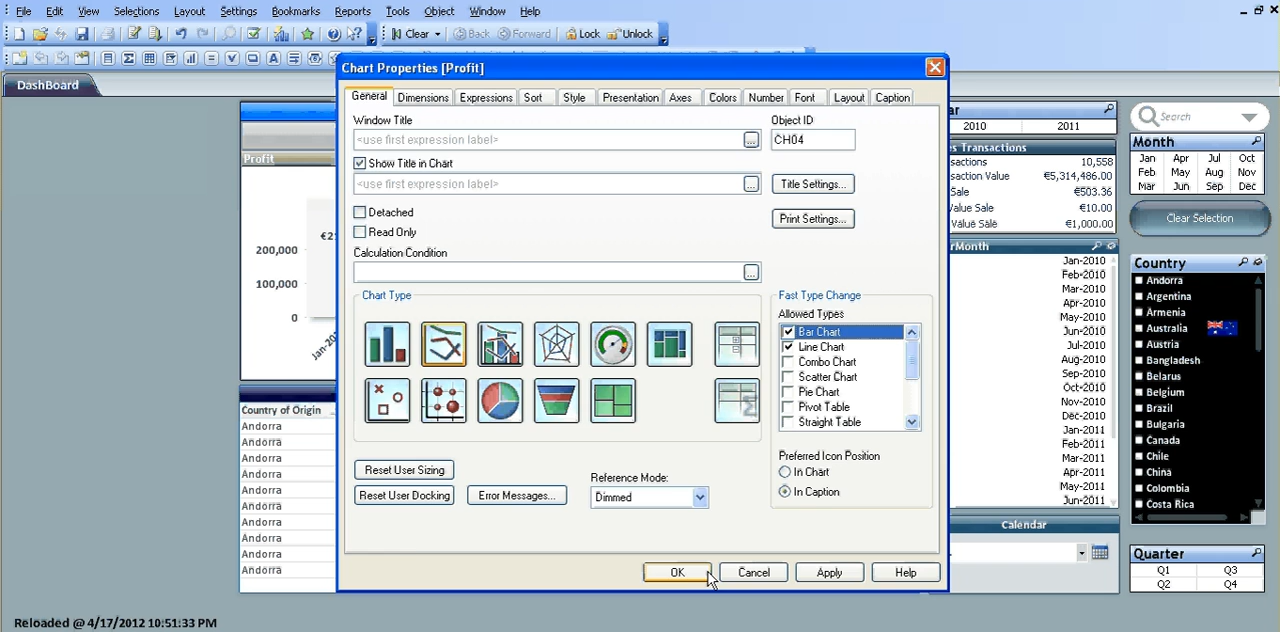 File Edit View Selections Layout Settings Bookmarks Reports Tools Object Window Help
Clear Back Forward Lock Unlock
DashBoard
Chart Properties [Profit]
General Dimensions Expressions Sort Style Presentation Axes Colors Number Font Layout Caption
Window Title
<use first expression label>
Object ID
CH04
Show Title in Chart
<use first expression label>
Title Settings...
Detached
Read Only
Print Settings...
Calculation Condition
Chart Type
Fast Type Change
Allowed Types
Bar Chart
Line Chart
Combo Chart
Scatter Chart
Pie Chart
Pivot Table
Straight Table
Preferred Icon Position
In Chart
In Caption
Reset User Sizing
Reset User Docking
Error Messages...
Reference Mode:
Dimmed
OK Cancel Apply Help
Profit
200,000
100,000
0
Country of Origin
Andorra
Andorra
Andorra
Andorra
Andorra
Andorra
Andorra
Andorra
Andorra
Andorra
2010 2011
Transactions
10,558
€5,314,486.00
Sale €503.36
Value Sale €10.00
Value Sale €1,000.00
Month
Jan-2010
Feb-2010
Mar-2010
Apr-2010
May-2010
Jun-2010
Jul-2010
Aug-2010
Sep-2010
Oct-2010
Nov-2010
Dec-2010
Jan-2011
Feb-2011
Mar-2011
Apr-2011
May-2011
Jun-2011
Calendar
Search
Month
Jan Apr Jul Oct
Feb May Aug Nov
Mar Jun Sep Dec
Clear Selection
Country
Andorra
Argentina
Armenia
Australia
Austria
Bangladesh
Belarus
Belgium
Brazil
Bulgaria
Canada
Chile
China
Colombia
Costa Rica
Quarter
Q1 Q3
Q2 Q4
Reloaded @ 4/17/2012 10:51:33 PM